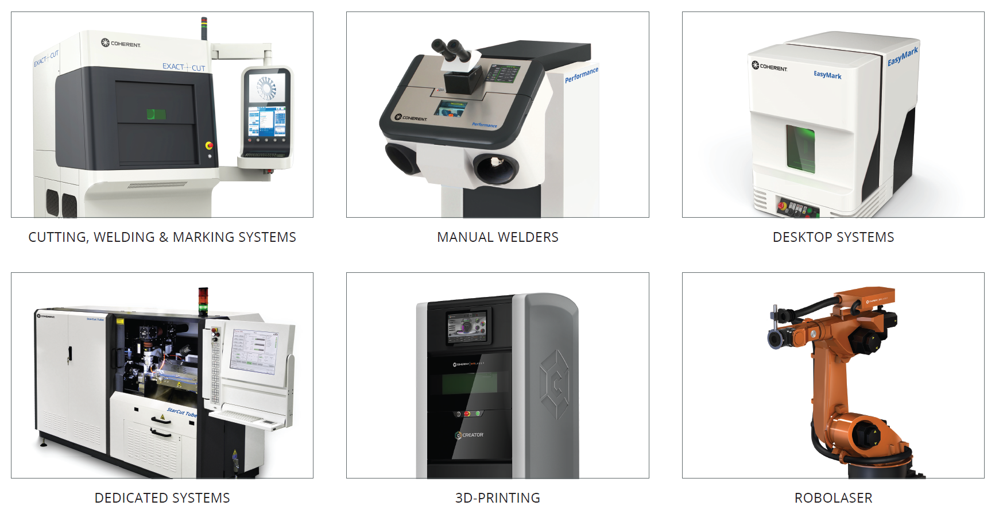 COHERENT
EXACT CUT
EXACT CUT
CUTTING, WELDING & MARKING SYSTEMS
Performance
COHERENT
Performance
MANUAL WELDERS
COHERENT
EasyMark
EasyMark
DESKTOP SYSTEMS
COHERENT
StarCut Tube
StarCut Tube
DEDICATED SYSTEMS
COHERENT
CREATOR
3D-PRINTING
COHERENT
ROBOLASER